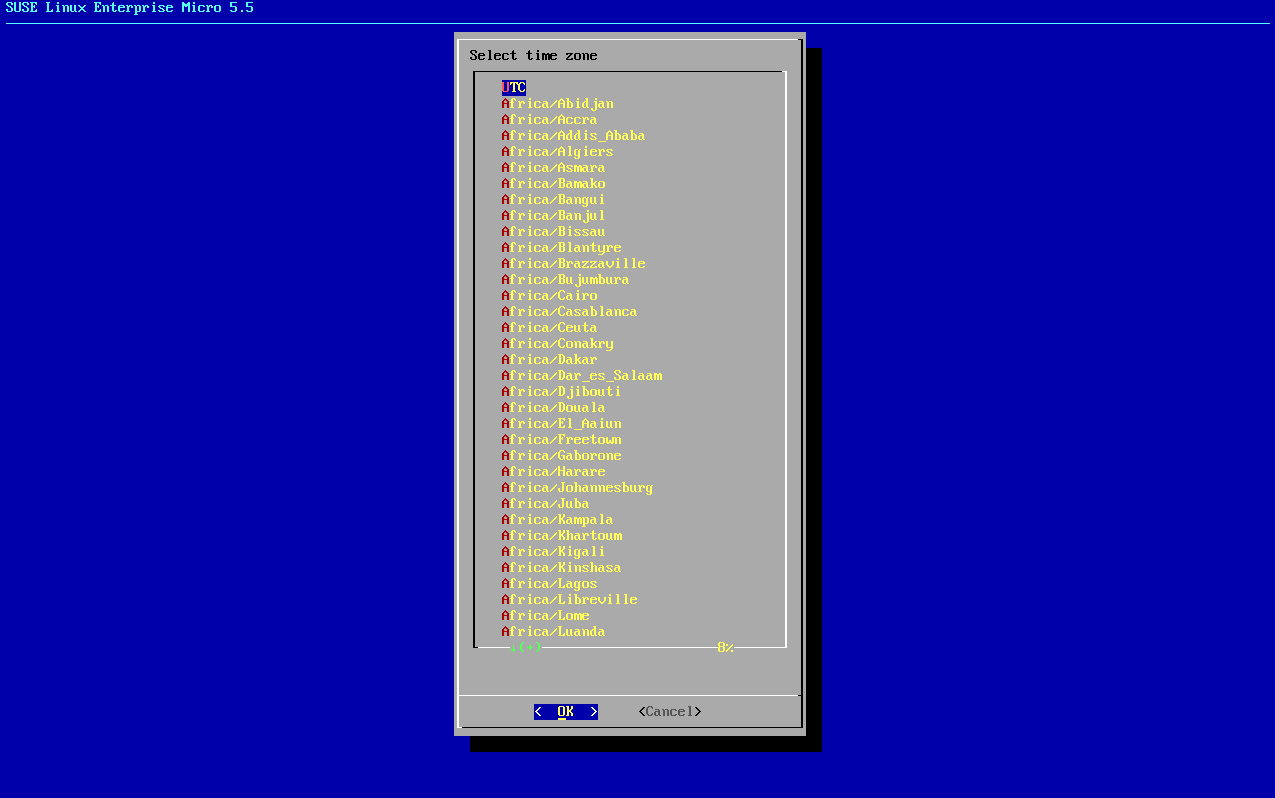 SUSE Linux Enterprise Micro 5.5
Select time zone
UTC
Africa/Abidjan
Africa/Accra
Africa/Addis_Ababa
Africa/Algiers
Africa/Asmara
Africa/Bamako
Africa/Bangui
Africa/Banjul
Africa/Bissau
Africa/Blantyre
Africa/Brazzaville
Africa/Bujumbura
Africa/Cairo
Africa/Casablanca
Africa/Ceuta
Africa/Conakry
Africa/Dakar
Africa/Dar_es_Salaam
Africa/Djibouti
Africa/Douala
Africa/El_Aaiun
Africa/Freetown
Africa/Gaborone
Africa/Harare
Africa/Johannesburg
Africa/Juba
Africa/Kampala
Africa/Khartoum
Africa/Kigali
Africa/Kinshasa
Africa/Lagos
Africa/Libreville
Africa/Lome
Africa/Luanda
.(+) 8%
< OK > <Cancel>